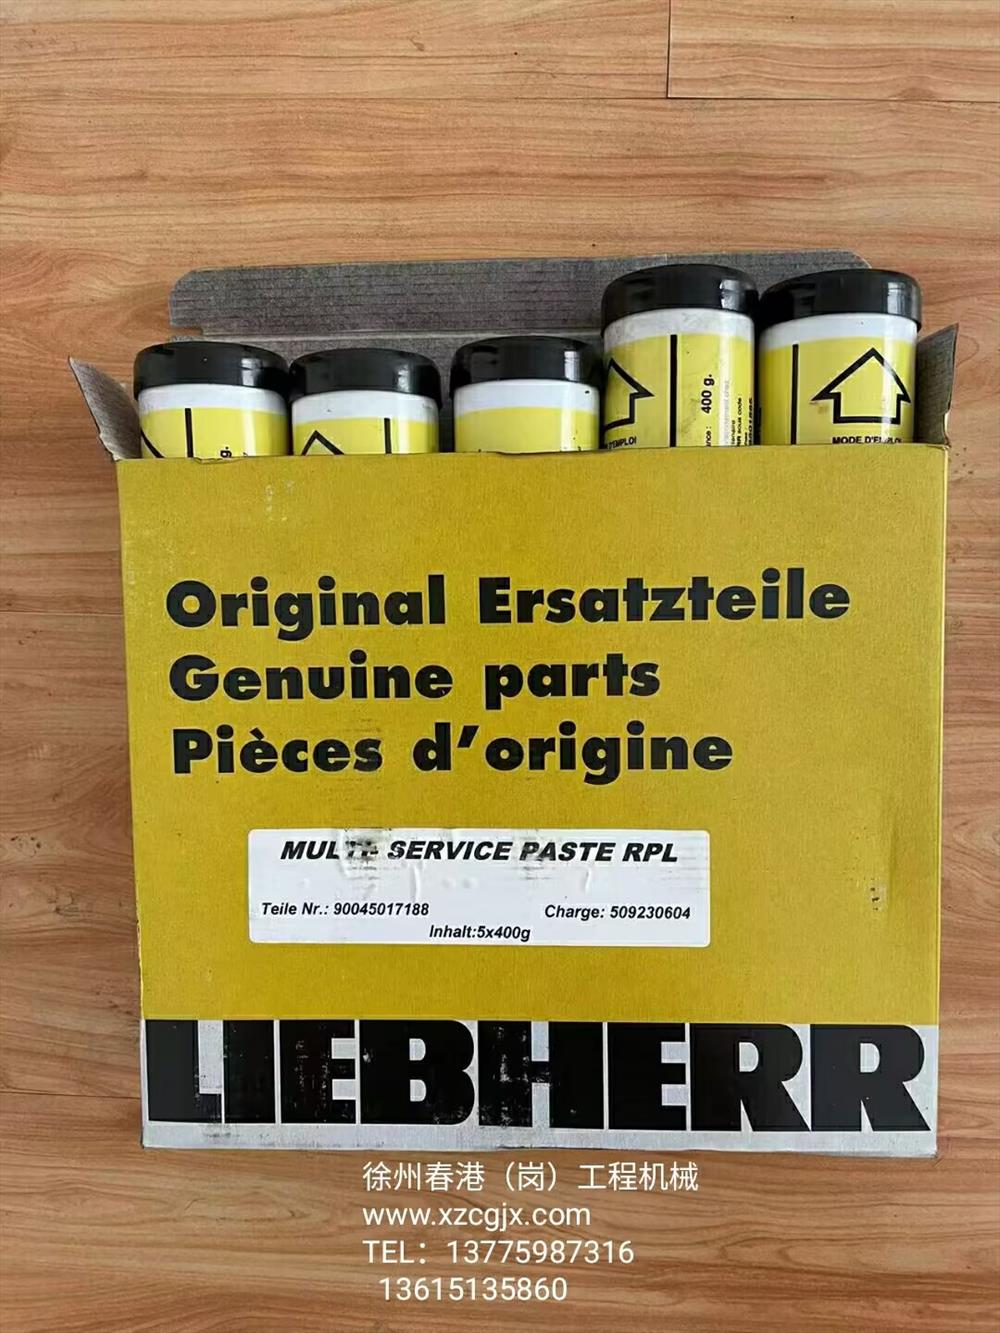 400 g.
MODE D'EMPLOI
Original Ersatzteile
Genuine parts
Pièces d'origine
MULTI- SERVICE PASTE RPL
Teile Nr.: 90045017188
Charge: 509230604
Inhalt:5x400g
LIEBHERR
徐州春港（岗）工程机械
www.xzcgjx.com
TEL：13775987316
13615135860